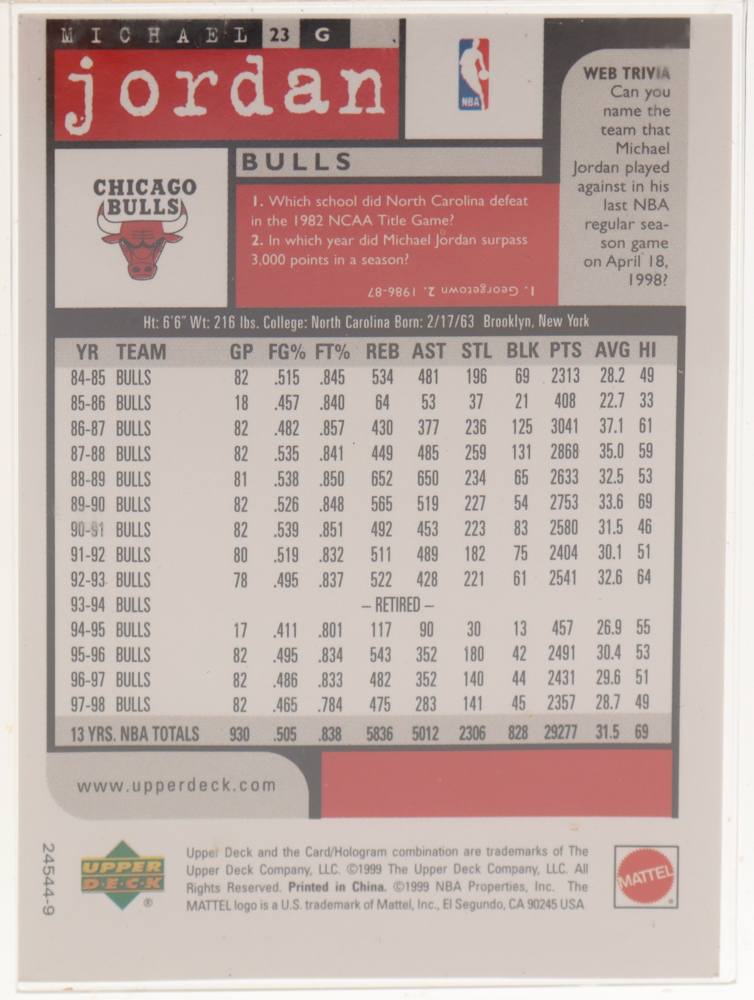 MICHAEL 23 G
jordan
NBA
BULLS
CHICAGO
BULLS
1. Which school did North Carolina defeat
in the 1982 NCAA Title Game?
2. In which year did Michael Jordan surpass
3,000 points in a season?
1. Georgetown 2. 1986-87
WEB TRIVIA
Can you
name the
team that
Michael
Jordan played
against in his
last NBA
regular sea-
son game
on April 18,
1998?
Ht: 6'6" Wt: 216 lbs. College: North Carolina Born: 2/17/63 Brooklyn, New York
YR TEAM GP FG% FT% REB AST STL BLK PTS AVG HI
84-85 BULLS 82 .515 .845 534 481 196 69 2313 28.2 49
85-86 BULLS 18 .457 .840 64 53 37 21 408 22.7 33
86-87 BULLS 82 .482 .857 430 377 236 125 3041 37.1 61
87-88 BULLS 82 .535 .841 449 485 259 131 2868 35.0 59
88-89 BULLS 81 .538 .850 652 650 234 65 2633 32.5 53
89-90 BULLS 82 .526 .848 565 519 227 54 2753 33.6 69
90-91 BULLS 82 .539 .851 492 453 223 83 2580 31.5 46
91-92 BULLS 80 .519 .832 511 489 182 75 2404 30.1 51
92-93 BULLS 78 .495 .837 522 428 221 61 2541 32.6 64
93-94 BULLS – RETIRED –
94-95 BULLS 17 .411 .801 117 90 30 13 457 26.9 55
95-96 BULLS 82 .495 .834 543 352 180 42 2491 30.4 53
96-97 BULLS 82 .486 .833 482 352 140 44 2431 29.6 51
97-98 BULLS 82 .465 .784 475 283 141 45 2357 28.7 49
13 YRS. NBA TOTALS 930 .505 .838 5836 5012 2306 828 29277 31.5 69
www.upperdeck.com
24544-9
UPPER
DECK
®
Upper Deck and the Card/Hologram combination are trademarks of The
Upper Deck Company, LLC. ©1999 The Upper Deck Company, LLC. All
Rights Reserved. Printed in China. ©1999 NBA Properties, Inc. The
MATTEL logo is a U.S. trademark of Mattel, Inc., El Segundo, CA 90245 USA
MATTEL